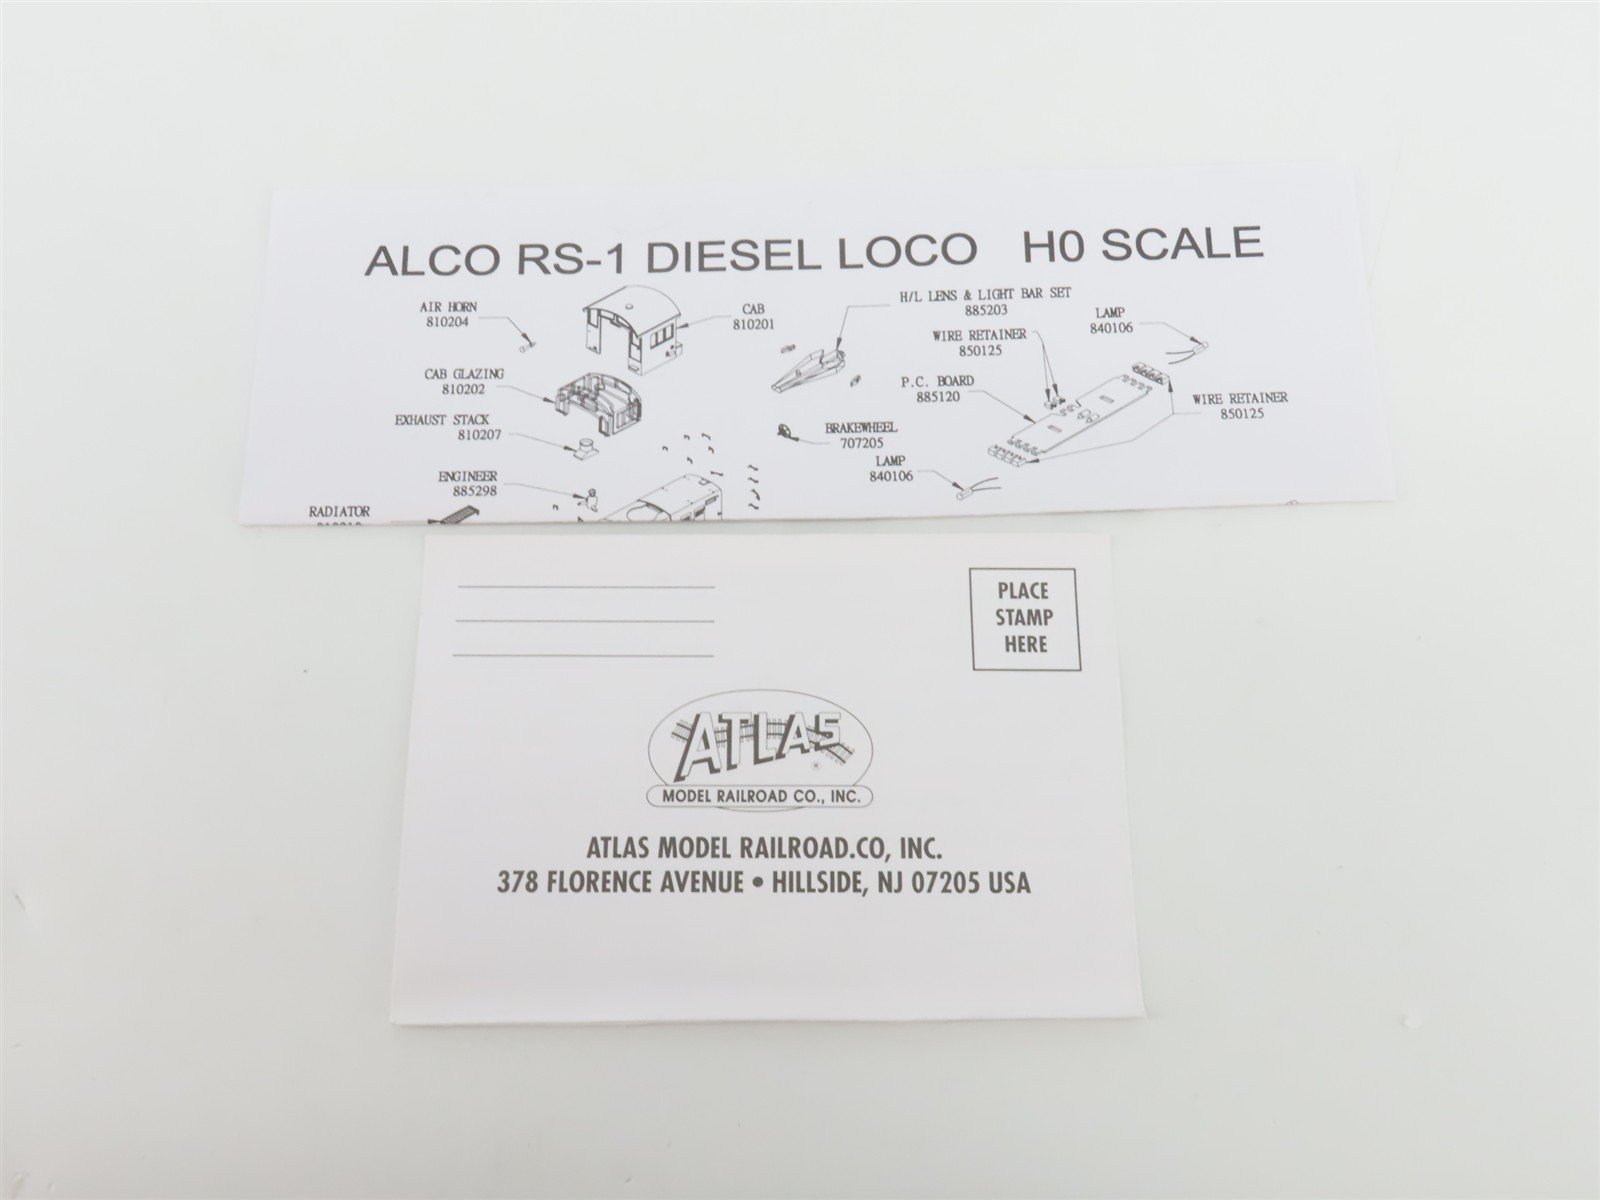 ALCO RS-1 DIESEL LOCO H0 SCALE
AIR HORN
810204
CAB
810201
H/L LENS & LIGHT BAR SET
885203
LAMP
840106
WIRE RETAINER
850125
CAB GLAZING
810202
P.C. BOARD
885120
WIRE RETAINER
850125
EXHAUST STACK
810207
BRAKEWHEEL
707205
LAMP
840106
ENGINEER
885298
RADIATOR
PLACE
STAMP
HERE
ATLAS
®
MODEL RAILROAD CO., INC.
ATLAS MODEL RAILROAD.CO, INC.
378 FLORENCE AVENUE • HILLSIDE, NJ 07205 USA